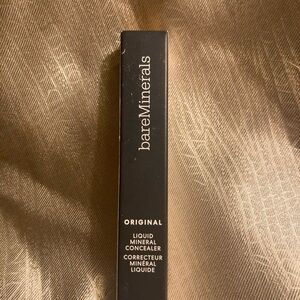 bareMinerals
ORIGINAL
LIQUID
MINERAL
CONCEALER
CORRECTEUR
MINÉRAL
LIQUIDE